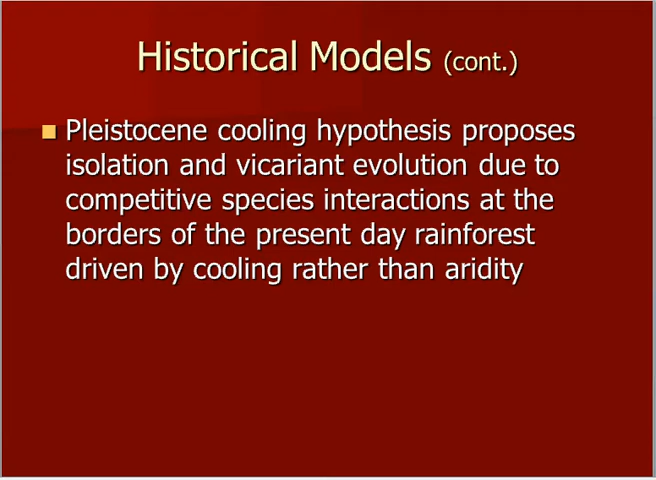 Historical Models (cont.)
Pleistocene cooling hypothesis proposes
isolation and vicariant evolution due to
competitive species interactions at the
borders of the present day rainforest
driven by cooling rather than aridity